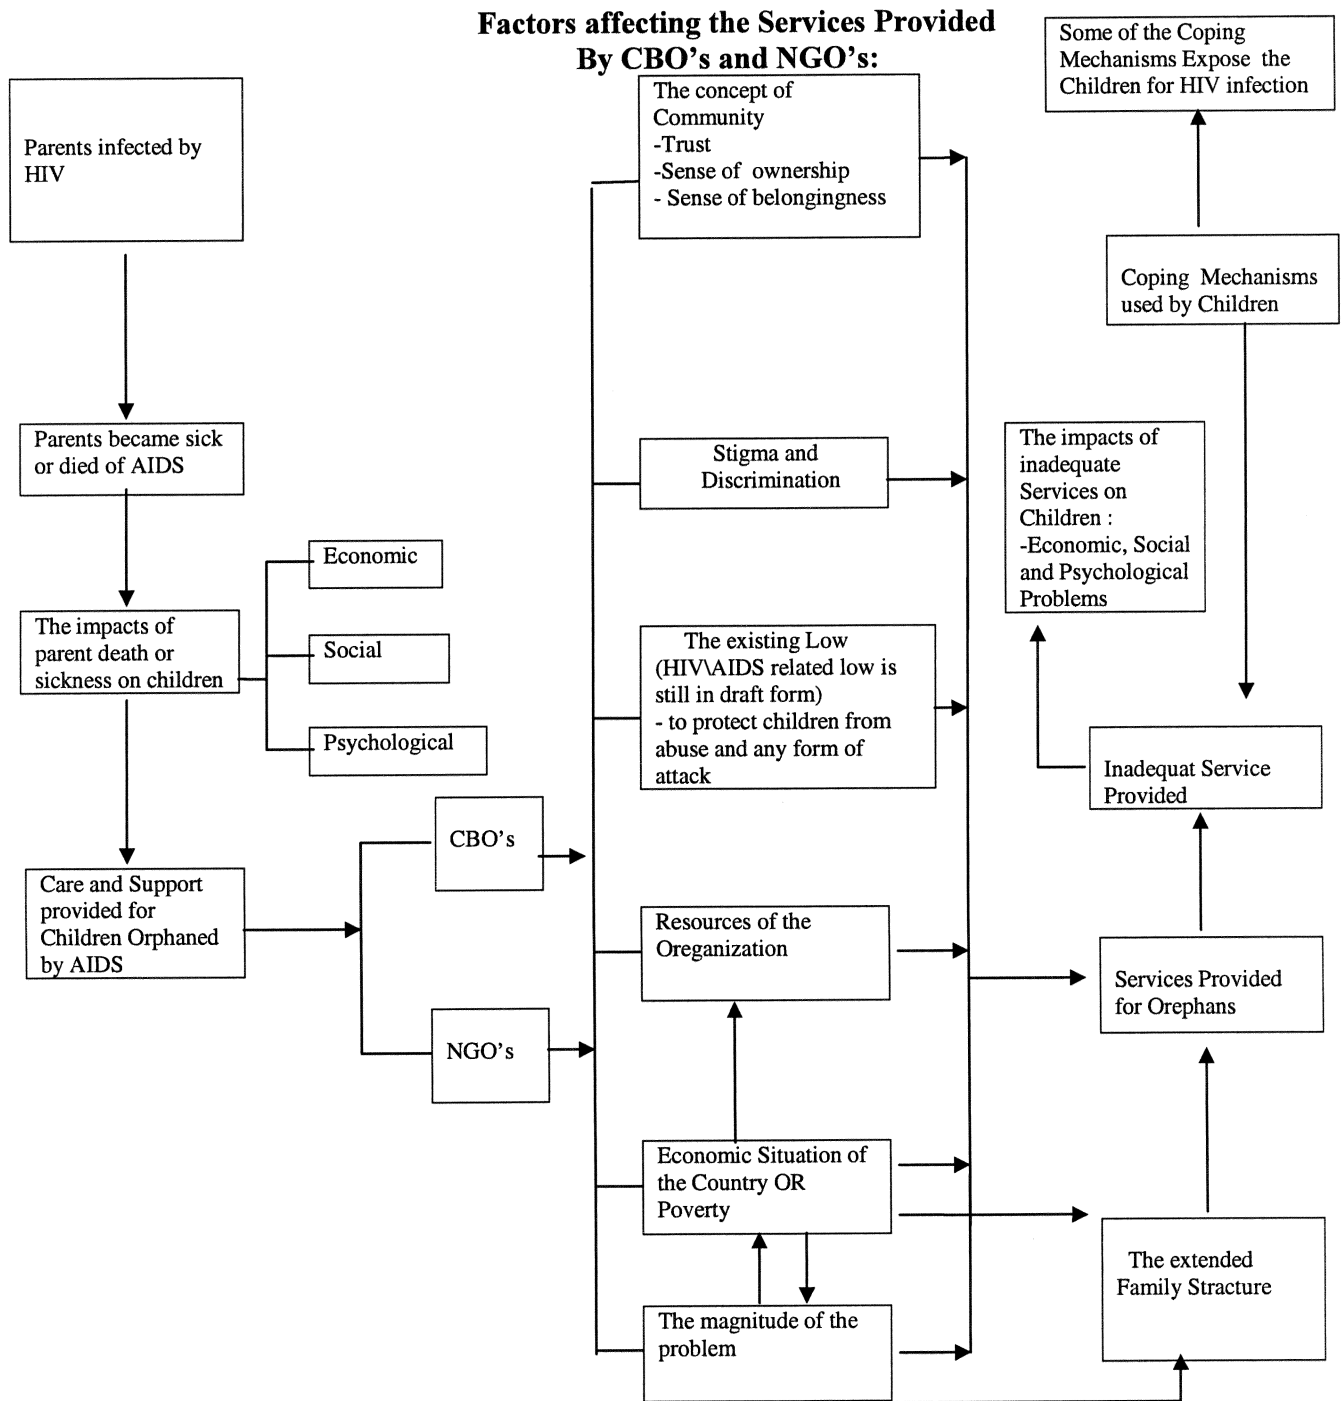 Factors affecting the Services Provided
By CBO's and NGO's:
Parents infected by
HIV
Parents became sick
or died of AIDS
The impacts of
parent death or
sickness on children
Economic
Social
Psychological
Care and Support
provided for
Children Orphaned
by AIDS
CBO's
NGO's
The concept of
Community
-Trust
-Sense of ownership
- Sense of belongingness
Stigma and
Discrimination
The existing Low
(HIV\AIDS related low is
still in draft form)
- to protect children from
abuse and any form of
attack
Resources of the
Oreganization
Economic Situation of
the Country OR
Poverty
The magnitude of the
problem
Some of the Coping
Mechanisms Expose the
Children for HIV infection
Coping Mechanisms
used by Children
The impacts of
inadequate
Services on
Children :
-Economic, Social
and Psychological
Problems
Inadequat Service
Provided
Services Provided
for Orephans
The extended
Family Stracture